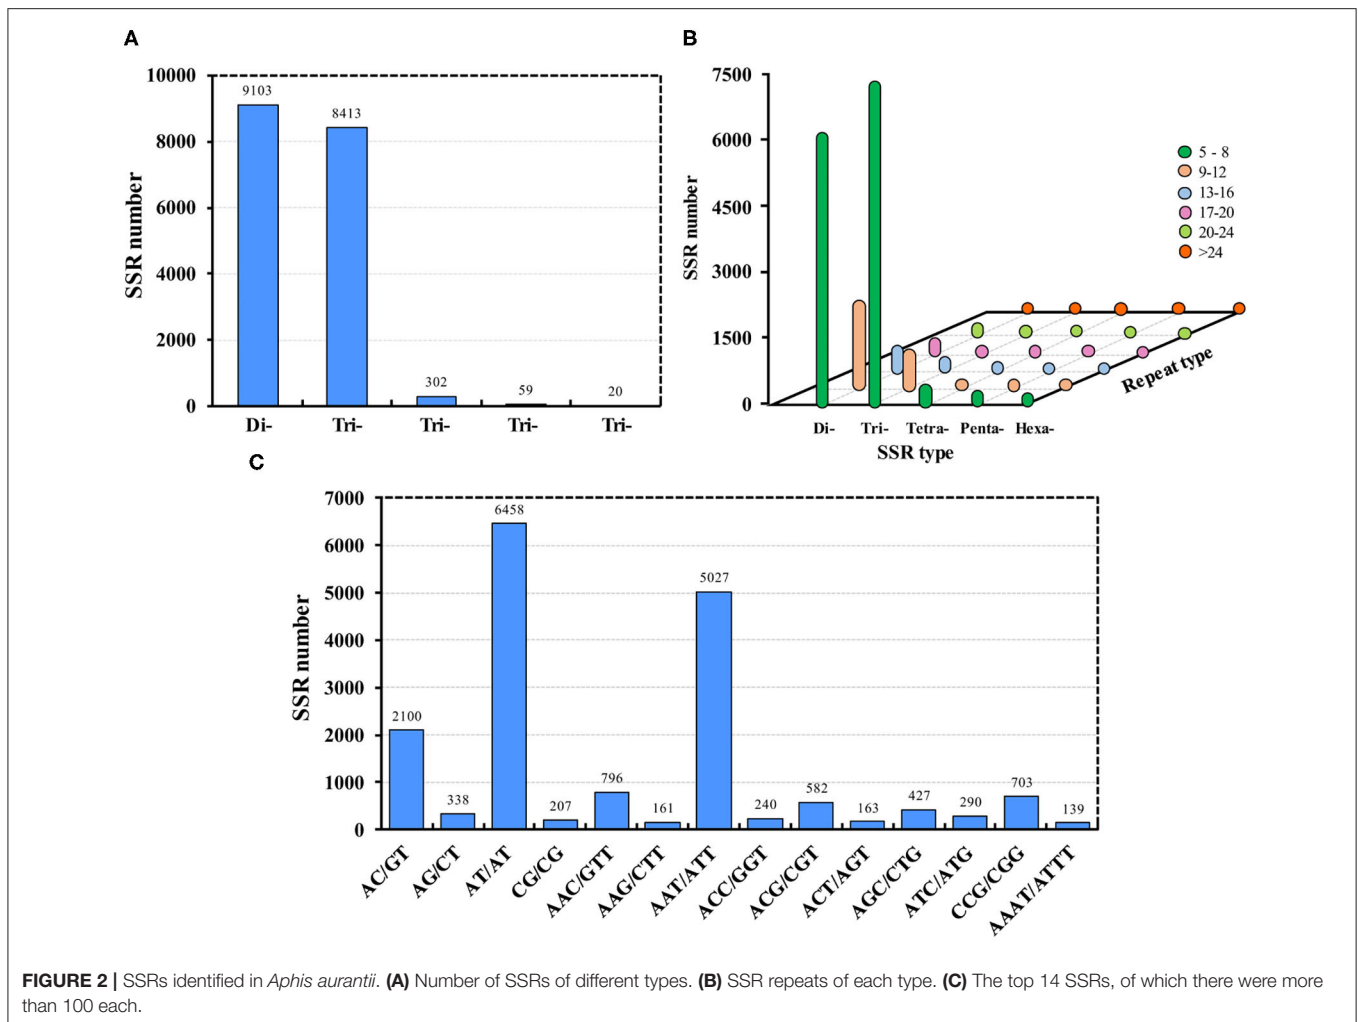 A
B
10000
8000
6000
4000
2000
0
SSR number
9103
8413
302
59
20
Di-
Tri-
Tri-
Tri-
Tri-
7500
6000
4500
3000
1500
0
SSR number
5 - 8
9-12
13-16
17-20
20-24
>24
Repeat type
Di-
Tri-
Tetra-
Penta-
Hexa-
SSR type
C
7000
6000
5000
4000
3000
2000
1000
0
SSR number
2100
338
6458
207
796
161
5027
240
582
163
427
290
703
139
AC/GT
AG/CT
AT/AT
CG/CG
AAC/GTT
AAG/CTT
AAT/ATT
ACC/GGT
ACG/CGT
ACT/AGT
AGC/CTG
ATC/ATG
CCG/CGG
AAAT/ATTT
FIGURE 2 | SSRs identified in Aphis aurantii. (A) Number of SSRs of different types. (B) SSR repeats of each type. (C) The top 14 SSRs, of which there were more
than 100 each.